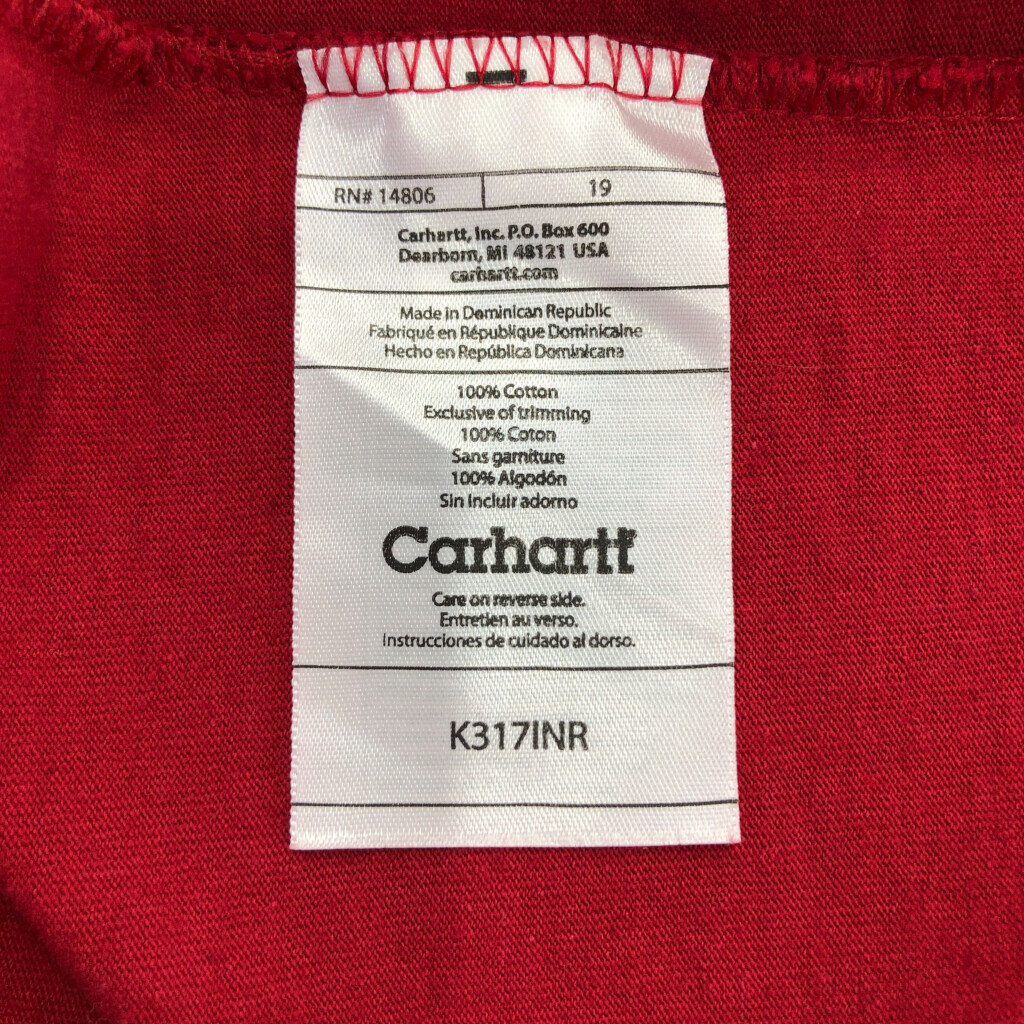 RN# 14806 19
Carhartt, Inc. P.O. Box 600
Dearborn, MI 48121 USA
carhartt.com
Made in Dominican Republic
Fabriqué en République Dominicaine
Hecho en República Dominicana
100% Cotton
Exclusive of trimming
100% Coton
Sans garniture
100% Algodón
Sin incluir adorno
Carhartt
Care on reverse side.
Entretien au verso.
Instrucciones de cuidado al dorso.
K317INR